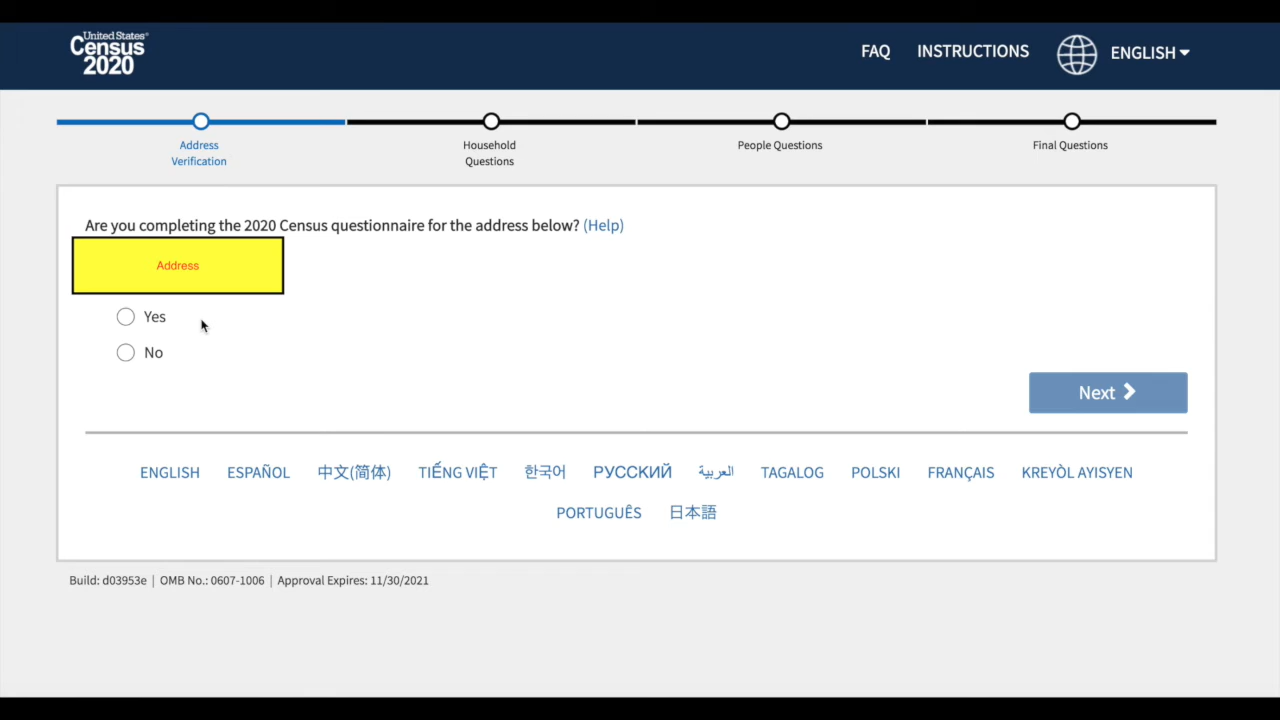 United States®
Census
2020
FAQ INSTRUCTIONS ENGLISH
Address
Verification
Household
Questions
People Questions
Final Questions
Are you completing the 2020 Census questionnaire for the address below? (Help)
Address
Yes
No
Next
ENGLISH ESPAÑOL 中文(简体) TIẾNG VIỆT 한국어 РУССКИЙ العربية TAGALOG POLSKI FRANÇAIS KREYÒL AYISYEN
PORTUGUÊS 日本語
Build: d03953e | OMB No.: 0607-1006 | Approval Expires: 11/30/2021